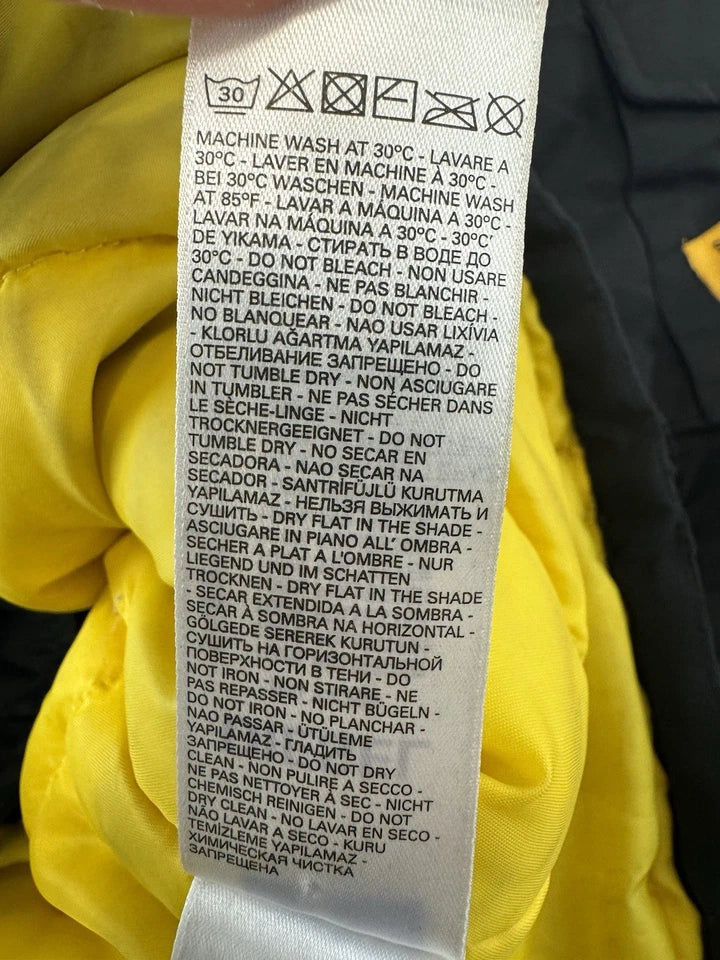 30
MACHINE WASH AT 30°C - LAVARE A
30°C - LAVER EN MACHINE À 30°C -
BEI 30°C WASCHEN - MACHINE WASH
AT 85°F - LAVAR A MÁQUINA A 30°C -
LAVAR NA MÁQUINA A 30°C - 30°C'
DE YIKAMA - СТИРАТЬ В ВОДЕ ДО
30°C - DO NOT BLEACH - NON USARE
CANDEGGINA - NE PAS BLANCHIR -
NICHT BLEICHEN - DO NOT BLEACH -
NO BLANQUEAR - NAO USAR LIXÍVIA
- KLORLU AĞARTMA YAPILAMAZ -
ОТБЕЛИВАНИЕ ЗАПРЕЩЕНО - DO
NOT TUMBLE DRY - NON ASCIUGARE
IN TUMBLER - NE PAS SÉCHER DANS
LE SÈCHE-LINGE - NICHT
TROCKNERGEEIGNET - DO NOT
TUMBLE DRY - NO SECAR EN
SECADORA - NAO SECAR NA
SECADOR - SANTRİFÜJLÜ KURUTMA
YAPILAMAZ - НЕЛЬЗЯ ВЫЖИМАТЬ И
СУШИТЬ - DRY FLAT IN THE SHADE -
ASCIUGARE IN PIANO ALL' OMBRA -
SECHER A PLAT A L'OMBRE - NUR
LIEGEND UND IM SCHATTEN
TROCKNEN - DRY FLAT IN THE SHADE
- SECAR EXTENDIDA A LA SOMBRA -
SECAR À SOMBRA NA HORIZONTAL -
GÖLGEDE SEREREK KURUTUN -
СУШИТЬ НА ГОРИЗОНТАЛЬНОЙ
ПОВЕРХНОСТИ В ТЕНИ - DO
NOT IRON - NON STIRARE - NE
PAS REPASSER - NICHT BÜGELN -
DO NOT IRON - NO PLANCHAR -
NAO PASSAR - ÜTÜLEME
YAPILAMAZ - ГЛАДИТЬ
ЗАПРЕЩЕНО - DO NOT DRY
CLEAN - NON PULIRE A SECCO -
NE PAS NETTOYER À SEC - NICHT
CHEMISCH REINIGEN - DO NOT
DRY CLEAN - NO LAVAR EN SECO -
NÃO LAVAR A SECO - KURU
TEMİZLEME YAPILAMAZ -
ХИМИЧЕСКАЯ ЧИСТКА
ЗАПРЕЩЕНА